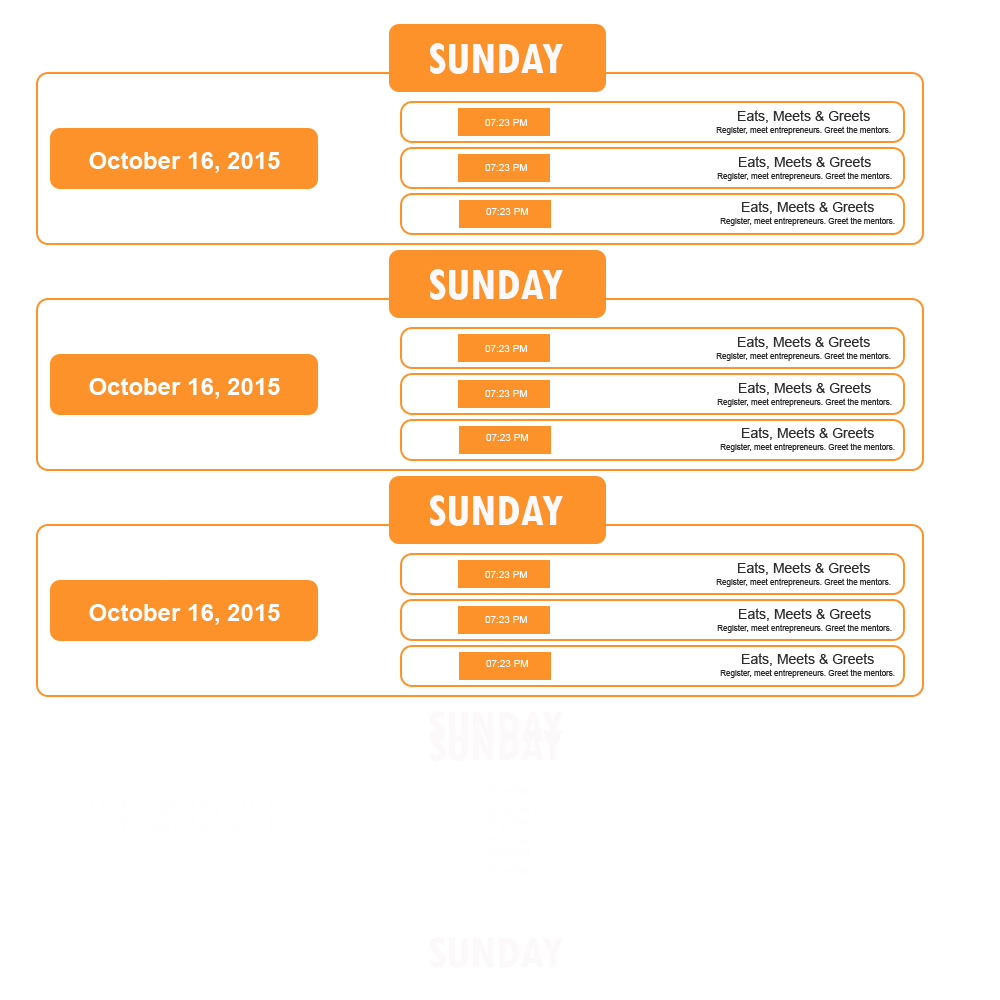 SUNDAY
October 16, 2015
07:23 PM
Eats, Meets & Greets
Register, meet entrepreneurs. Greet the mentors.
07:23 PM
Eats, Meets & Greets
Register, meet entrepreneurs. Greet the mentors.
07:23 PM
Eats, Meets & Greets
Register, meet entrepreneurs. Greet the mentors.
SUNDAY
October 16, 2015
07:23 PM
Eats, Meets & Greets
Register, meet entrepreneurs. Greet the mentors.
07:23 PM
Eats, Meets & Greets
Register, meet entrepreneurs. Greet the mentors.
07:23 PM
Eats, Meets & Greets
Register, meet entrepreneurs. Greet the mentors.
SUNDAY
October 16, 2015
07:23 PM
Eats, Meets & Greets
Register, meet entrepreneurs. Greet the mentors.
07:23 PM
Eats, Meets & Greets
Register, meet entrepreneurs. Greet the mentors.
07:23 PM
Eats, Meets & Greets
Register, meet entrepreneurs. Greet the mentors.
SUNDAY
SUNDAY
SUNDAY